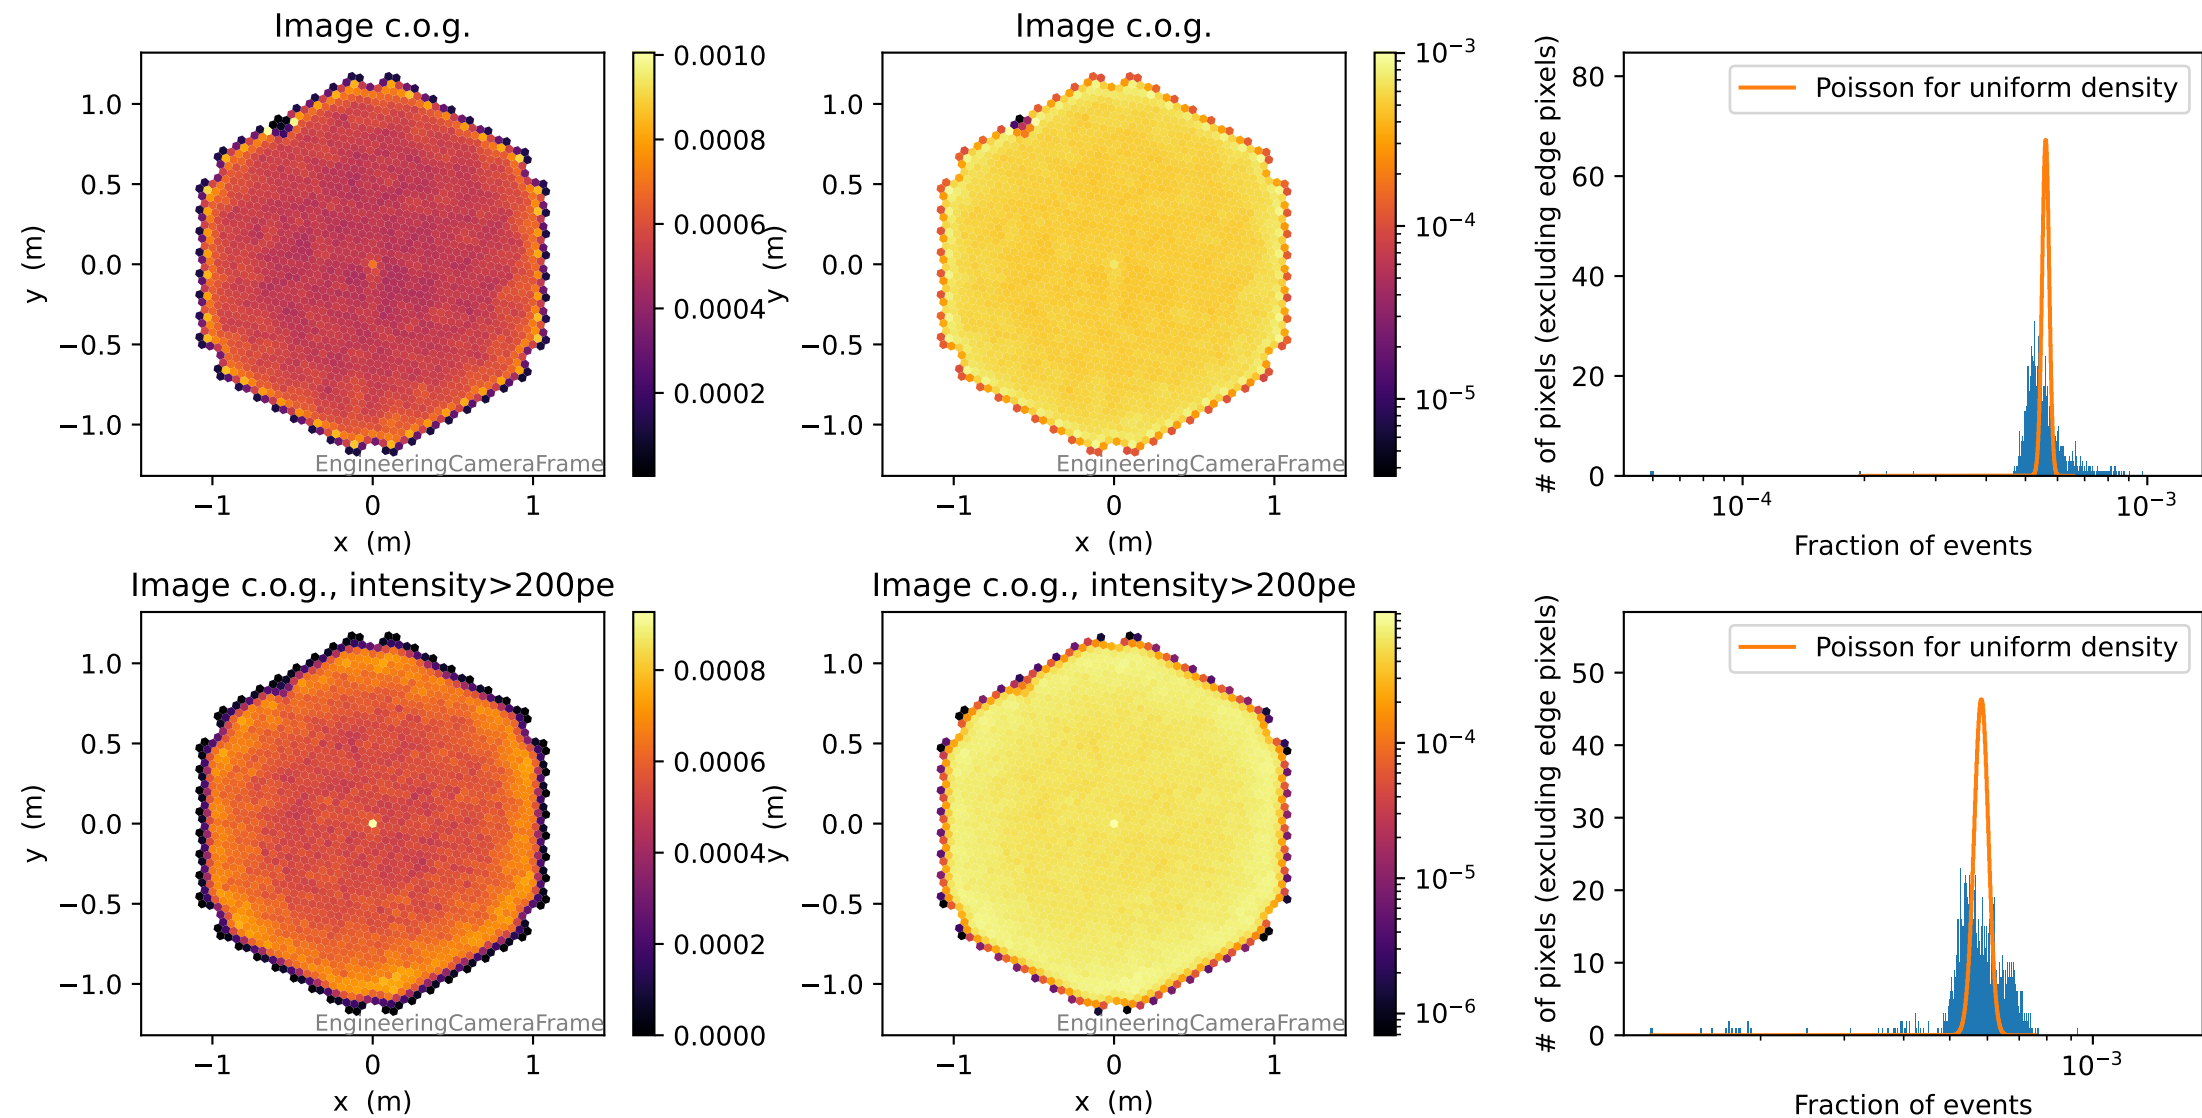 Image c.o.g.
y (m)
1.0
0.5
0.0
−0.5
−1.0
−1 0 1
x (m)
EngineeringCameraFrame
0.0010
0.0008
0.0006
0.0004
0.0002
Image c.o.g.
y (m)
1.0
0.5
0.0
−0.5
−1.0
−1 0 1
x (m)
EngineeringCameraFrame
10⁻³
10⁻⁴
10⁻⁵
# of pixels (excluding edge pixels)
80
60
40
20
0
Poisson for uniform density
10⁻⁴ 10⁻³
Fraction of events
Image c.o.g., intensity>200pe
y (m)
1.0
0.5
0.0
−0.5
−1.0
−1 0 1
x (m)
EngineeringCameraFrame
0.0008
0.0006
0.0004
0.0002
0.0000
Image c.o.g., intensity>200pe
y (m)
1.0
0.5
0.0
−0.5
−1.0
−1 0 1
x (m)
EngineeringCameraFrame
10⁻⁴
10⁻⁵
10⁻⁶
# of pixels (excluding edge pixels)
50
40
30
20
10
0
Poisson for uniform density
10⁻³
Fraction of events